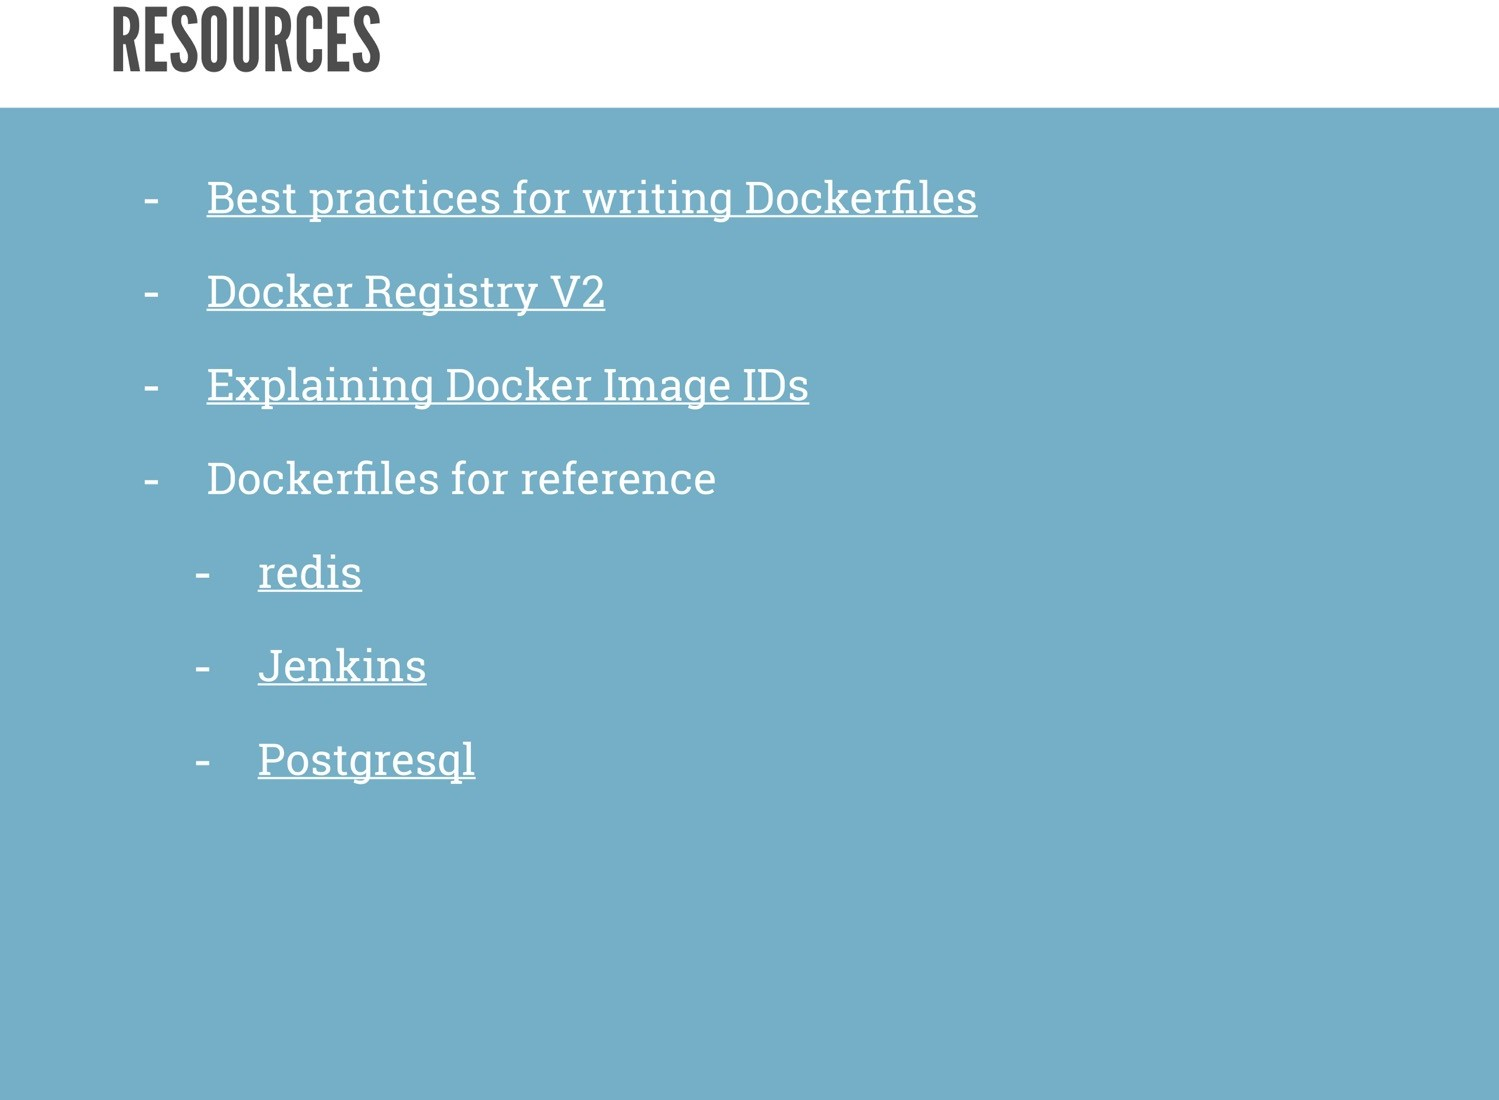 RESOURCES
- Best practices for writing Dockerfiles
- Docker Registry V2
- Explaining Docker Image IDs
- Dockerfiles for reference
- redis
- Jenkins
- Postgresql